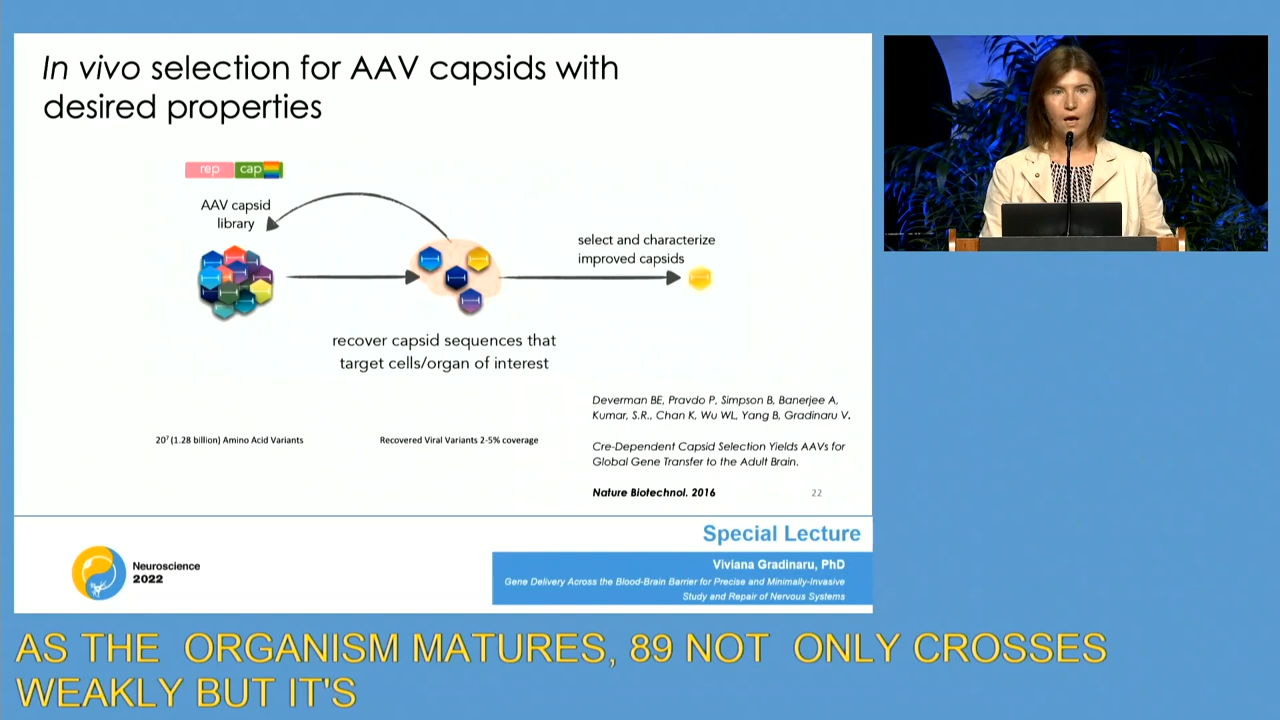 In vivo selection for AAV capsids with
desired properties
rep cap
AAV capsid
library
select and characterize
improved capsids
recover capsid sequences that
target cells/organ of interest
20⁷ (1.28 billion) Amino Acid Variants
Recovered Viral Variants 2-5% coverage
Deverman BE, Pravdo P, Simpson B, Banerjee A,
Kumar, S.R., Chan K, Wu WL, Yang B, Gradinaru V.
Cre-Dependent Capsid Selection Yields AAVs for
Global Gene Transfer to the Adult Brain.
Nature Biotechnol. 2016
22
Special Lecture
Neuroscience
2022
Viviana Gradinaru, PhD
Gene Delivery Across the Blood-Brain Barrier for Precise and Minimally-Invasive
Study and Repair of Nervous Systems
AS THE ORGANISM MATURES, 89 NOT ONLY CROSSES
WEAKLY BUT IT'S